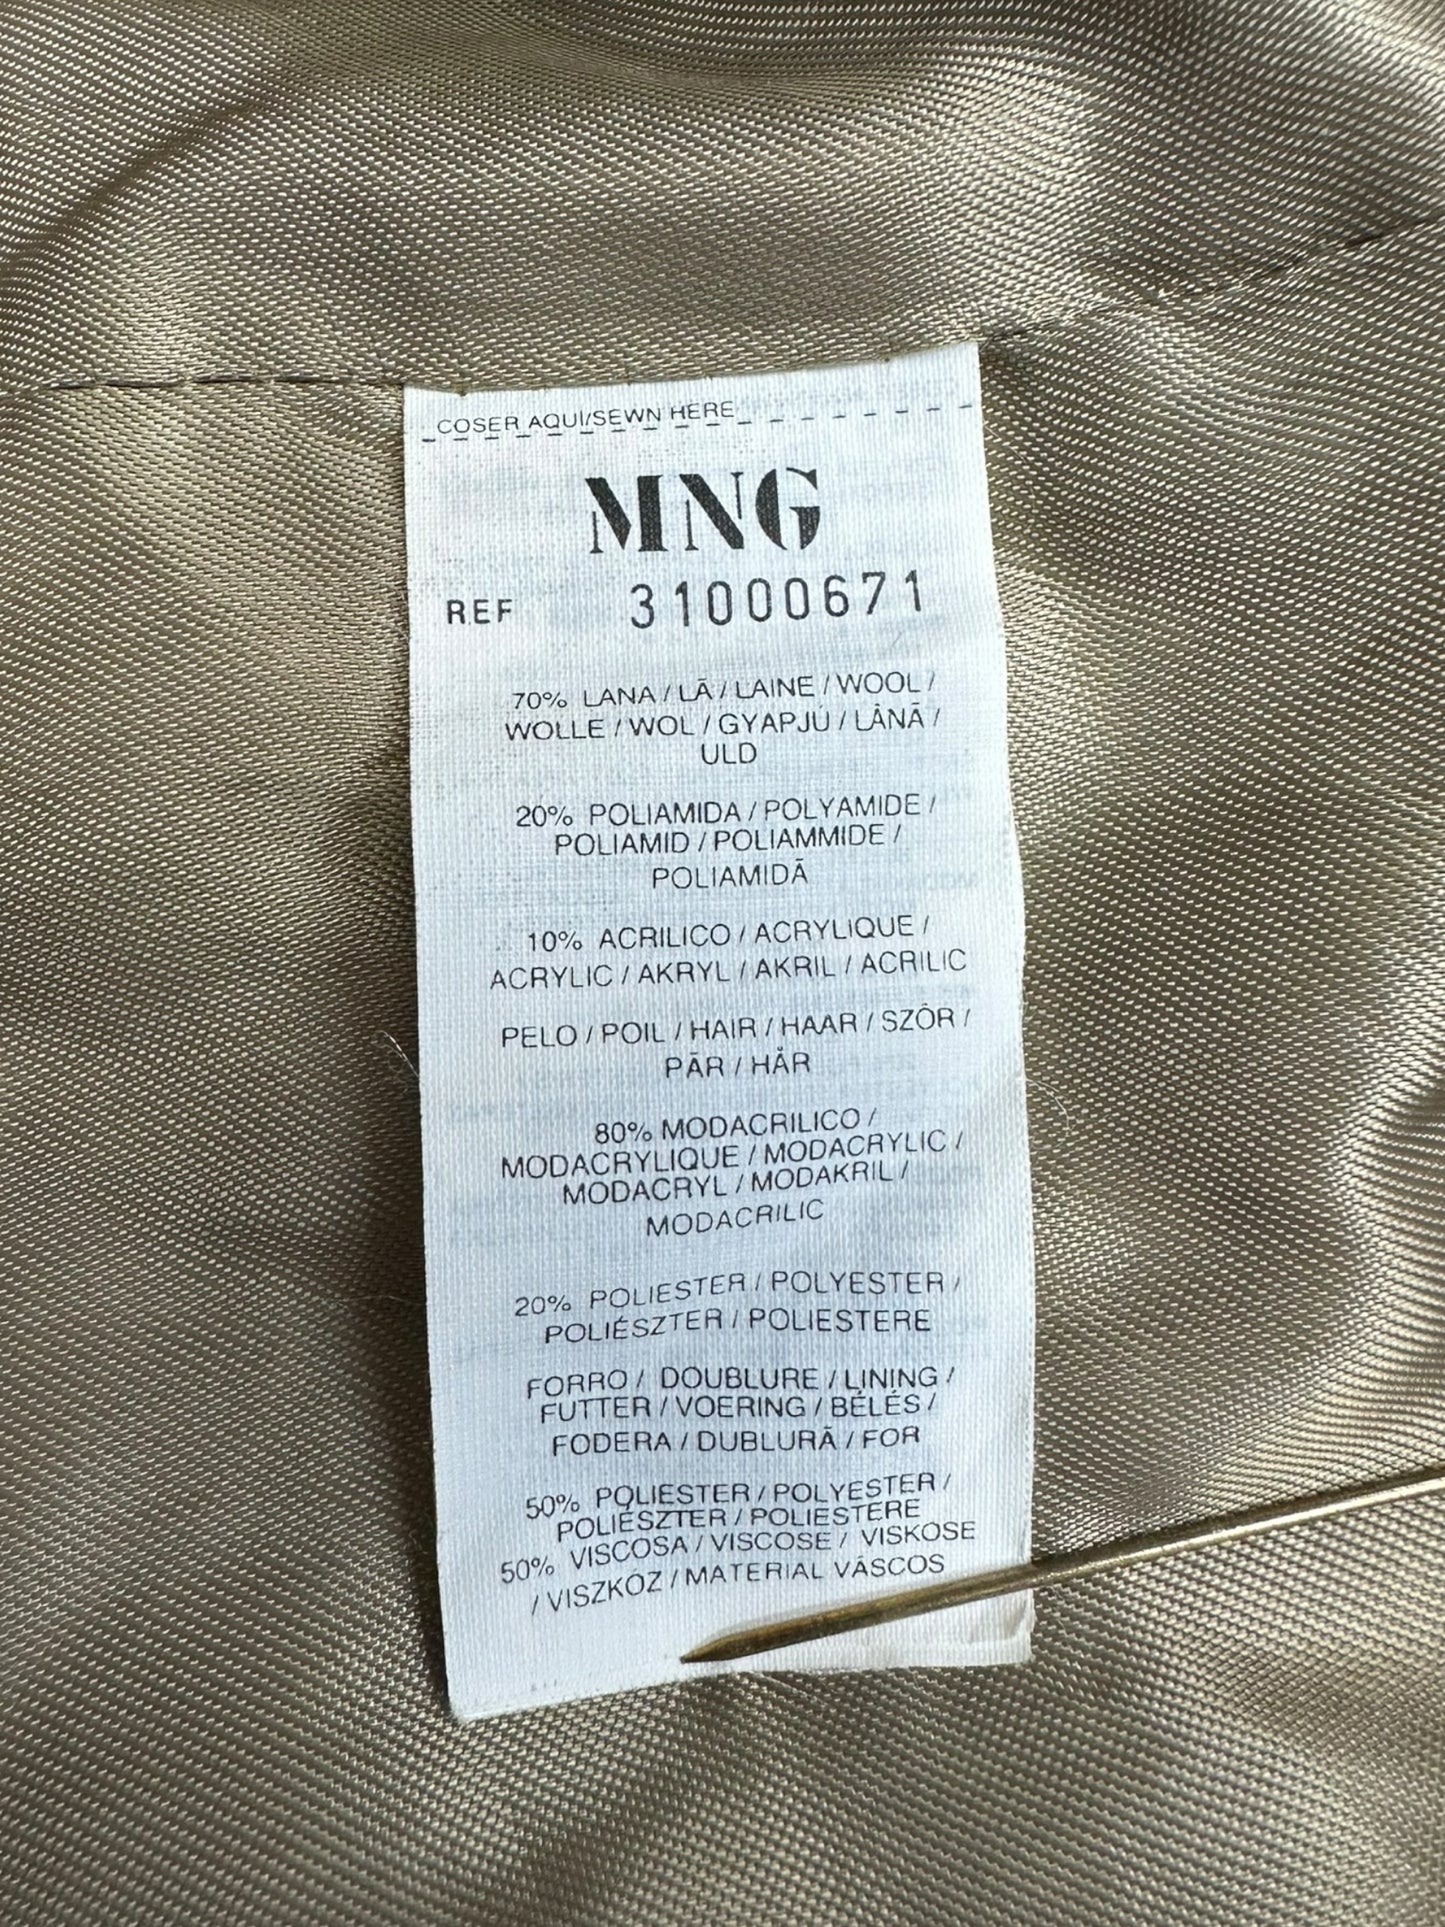 COSER AQUI/SEWN HERE
MNG
REF 31000671
70% LANA / LÃ / LAINE / WOOL /
WOLLE / WOL / GYAPJÚ / LÂNĂ /
ULD
20% POLIAMIDA / POLYAMIDE /
POLIAMID / POLIAMMIDE /
POLIAMIDĂ
10% ACRILICO / ACRYLIQUE /
ACRYLIC / AKRYL / AKRIL / ACRILIC
PELO / POIL / HAIR / HAAR / SZÖR /
PĂR / HÅR
80% MODACRILICO /
MODACRYLIQUE / MODACRYLIC /
MODACRYL / MODAKRIL /
MODACRILIC
20% POLIESTER / POLYESTER /
POLIÉSZTER / POLIESTERE
FORRO / DOUBLURE / LINING /
FUTTER / VOERING / BÉLÉS /
FODERA / DUBLURĂ / FOR
50% POLIESTER / POLYESTER /
POLIÉSZTER / POLIESTERE
50% VISCOSA / VISCOSE / VISKOSE
/ VISZKOZ / MATERIAL VÁSCOS